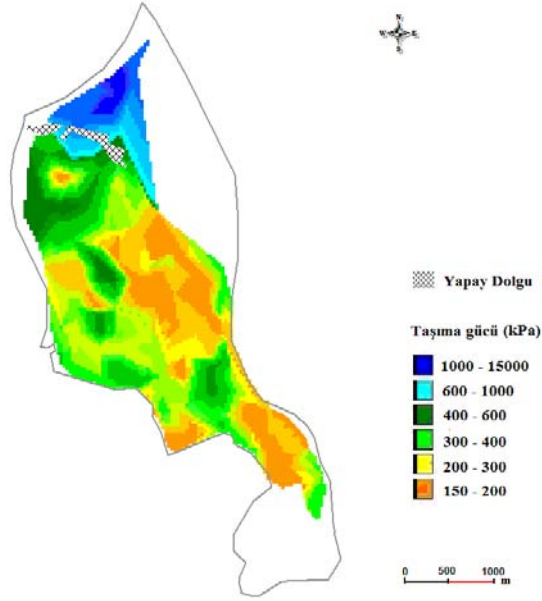 N
W E
S
Yapay Dolgu
Taşıma gücü (kPa)
1000 - 15000
600 - 1000
400 - 600
300 - 400
200 - 300
150 - 200
0 500 1000
m